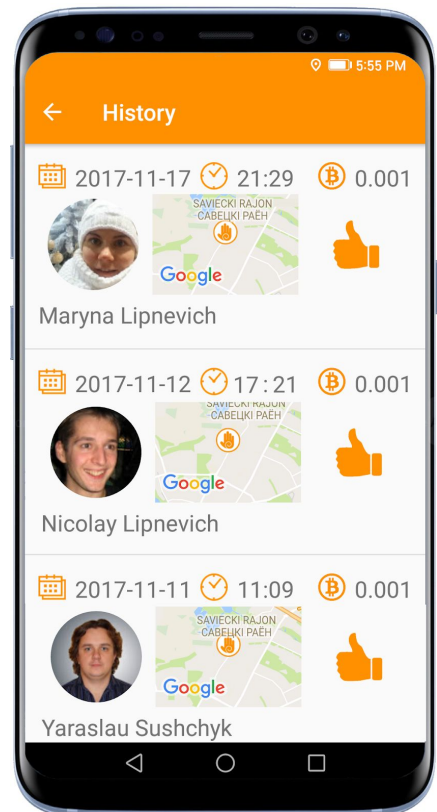 5:55 PM
History
2017-11-17 21:29 0.001
SAVIECKI RAJON
САВЕЦКІ РАЁН
Google
Maryna Lipnevich
2017-11-12 17:21 0.001
SAVIECKI RAJON
САВЕЦКІ РАЁН
Google
Nicolay Lipnevich
2017-11-11 11:09 0.001
SAVIECKI RAJON
САВЕЦКІ РАЁН
Google
Yaraslau Sushchyk